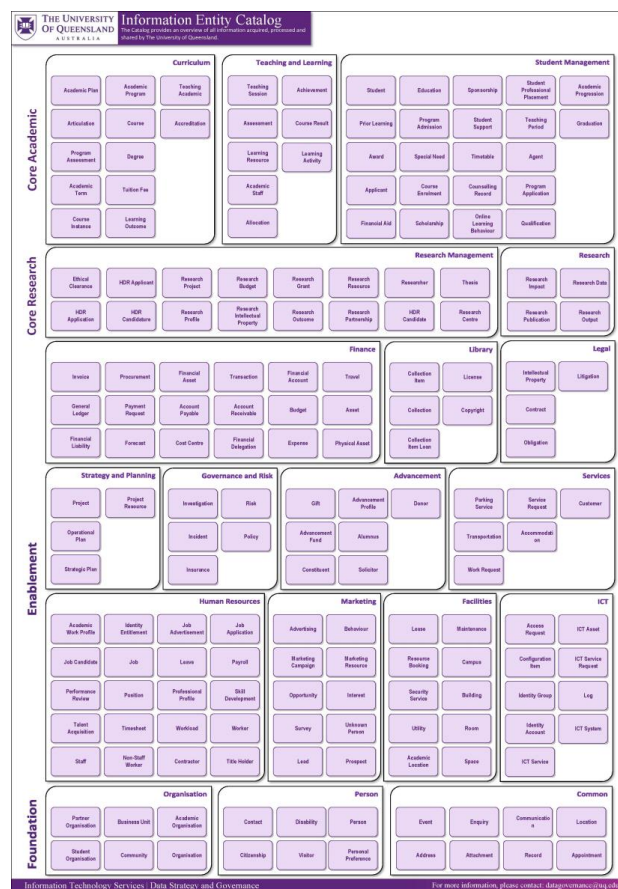 THE UNIVERSITY
OF QUEENSLAND
AUSTRALIA
Information Entity Catalog
The Catalog provides an overview of all information acquired, processed and
shared by The University of Queensland.
Core Academic
Curriculum
Academic Plan
Academic Program
Teaching Academic
Articulation
Course
Accreditation
Program Assessment
Degree
Academic Term
Tuition Fee
Course Instance
Learning Outcome
Teaching and Learning
Teaching Session
Achievement
Assessment
Course Result
Learning Resource
Learning Activity
Academic Staff
Allocation
Student Management
Student
Education
Sponsorship
Student Professional Placement
Academic Progression
Prior Learning
Program Admission
Student Support
Teaching Period
Graduation
Award
Special Need
Timetable
Agent
Applicant
Course Enrolment
Counselling Record
Program Application
Financial Aid
Scholarship
Online Learning Behaviour
Qualification
Core Research
Research Management
Ethical Clearance
HDR Applicant
Research Project
Research Budget
Research Grant
Research Resource
Researcher
Thesis
HDR Application
HDR Candidature
Research Profile
Research Intellectual Property
Research Outcome
Research Partnership
HDR Candidate
Research Centre
Research
Research Impact
Research Data
Research Publication
Research Output
Enablement
Finance
Invoice
Procurement
Financial Asset
Transaction
Financial Account
Travel
General Ledger
Payment Request
Account Payable
Account Receivable
Budget
Asset
Financial Liability
Forecast
Cost Centre
Financial Delegation
Expense
Physical Asset
Library
Collection Item
License
Collection
Copyright
Collection Item Loan
Legal
Intellectual Property
Litigation
Contract
Obligation
Strategy and Planning
Project
Project Resource
Operational Plan
Strategic Plan
Governance and Risk
Investigation
Risk
Incident
Policy
Insurance
Advancement
Gift
Advancement Profile
Donor
Advancement Fund
Alumnus
Constituent
Solicitor
Services
Parking Service
Service Request
Customer
Transportation
Accommodati
on
Work Request
Human Resources
Academic Work Profile
Identity Entitlement
Job Advertisement
Job Application
Job Candidate
Job
Leave
Payroll
Performance Review
Position
Professional Profile
Skill Development
Talent Acquisition
Timesheet
Workload
Worker
Staff
Non-Staff Worker
Contractor
Title Holder
Marketing
Advertising
Behaviour
Marketing Campaign
Marketing Resource
Opportunity
Interest
Survey
Unknown Person
Lead
Prospect
Facilities
Lease
Maintenance
Resource Booking
Campus
Security Service
Building
Utility
Room
Academic Location
Space
ICT
Access Request
ICT Asset
Configuration Item
ICT Service Request
Identity Group
Log
Identity Account
ICT System
ICT Service
Foundation
Organisation
Partner Organisation
Business Unit
Academic Organisation
Student Organisation
Community
Organisation
Person
Contact
Disability
Person
Citizenship
Visitor
Personal Preference
Common
Event
Enquiry
Communicatio
n
Location
Address
Attachment
Record
Appointment
Information Technology Services | Data Strategy and Governance
For more information, please contact: datagovernance@uq.edu